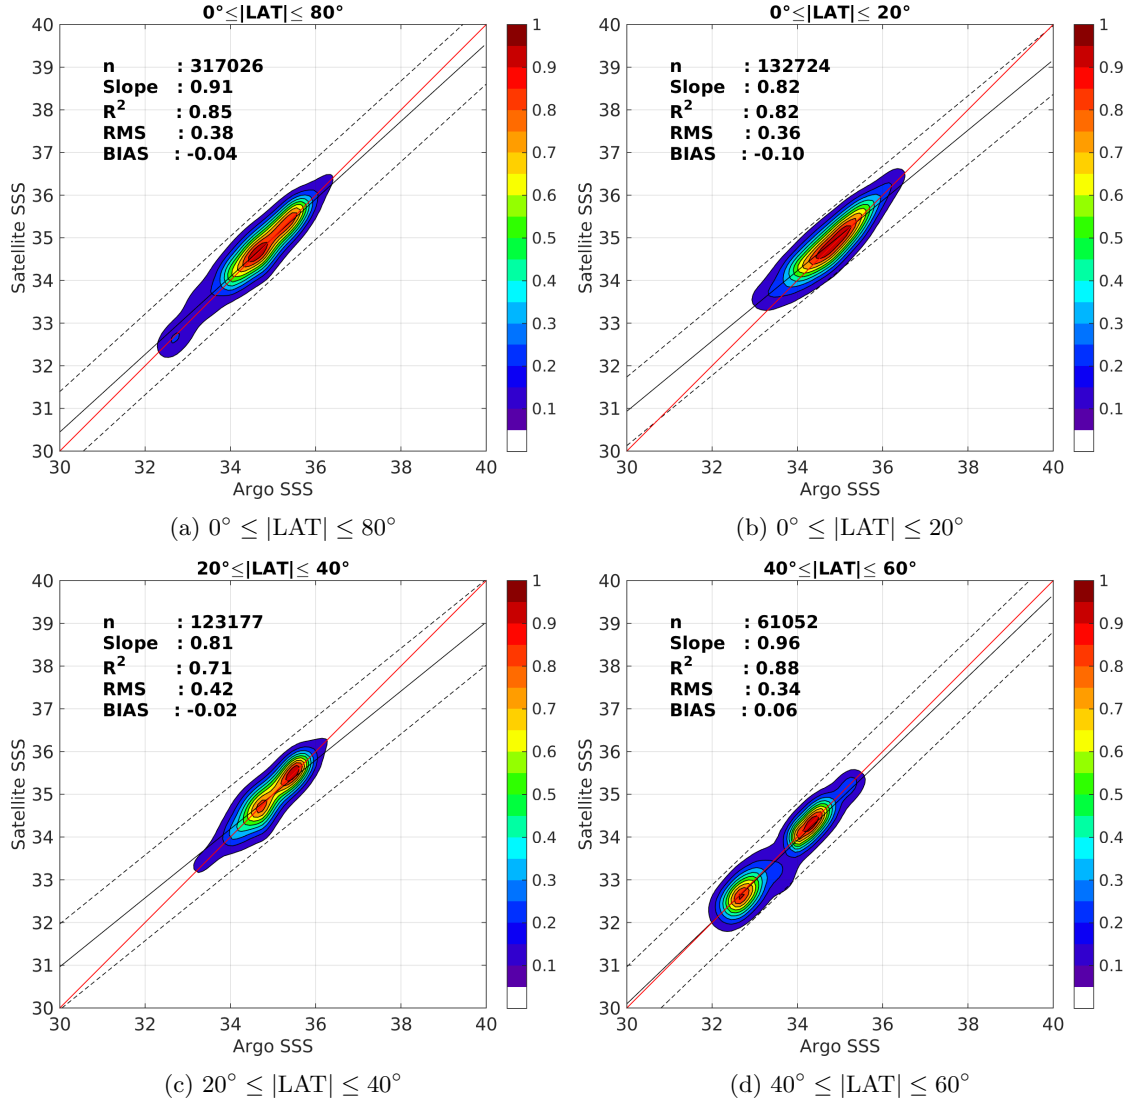 0°≤|LAT|≤ 80°
n : 317026
Slope : 0.91
R² : 0.85
RMS : 0.38
BIAS : -0.04
40
39
38
37
36
35
34
33
32
31
30
Satellite SSS
30 32 34 36 38 40
Argo SSS
1
0.9
0.8
0.7
0.6
0.5
0.4
0.3
0.2
0.1
(a) 0° ≤ |LAT| ≤ 80°
0°≤|LAT|≤ 20°
n : 132724
Slope : 0.82
R² : 0.82
RMS : 0.36
BIAS : -0.10
40
39
38
37
36
35
34
33
32
31
30
Satellite SSS
30 32 34 36 38 40
Argo SSS
1
0.9
0.8
0.7
0.6
0.5
0.4
0.3
0.2
0.1
(b) 0° ≤ |LAT| ≤ 20°
20°≤|LAT|≤ 40°
n : 123177
Slope : 0.81
R² : 0.71
RMS : 0.42
BIAS : -0.02
40
39
38
37
36
35
34
33
32
31
30
Satellite SSS
30 32 34 36 38 40
Argo SSS
1
0.9
0.8
0.7
0.6
0.5
0.4
0.3
0.2
0.1
(c) 20° ≤ |LAT| ≤ 40°
40°≤|LAT|≤ 60°
n : 61052
Slope : 0.96
R² : 0.88
RMS : 0.34
BIAS : 0.06
40
39
38
37
36
35
34
33
32
31
30
Satellite SSS
30 32 34 36 38 40
Argo SSS
1
0.9
0.8
0.7
0.6
0.5
0.4
0.3
0.2
0.1
(d) 40° ≤ |LAT| ≤ 60°